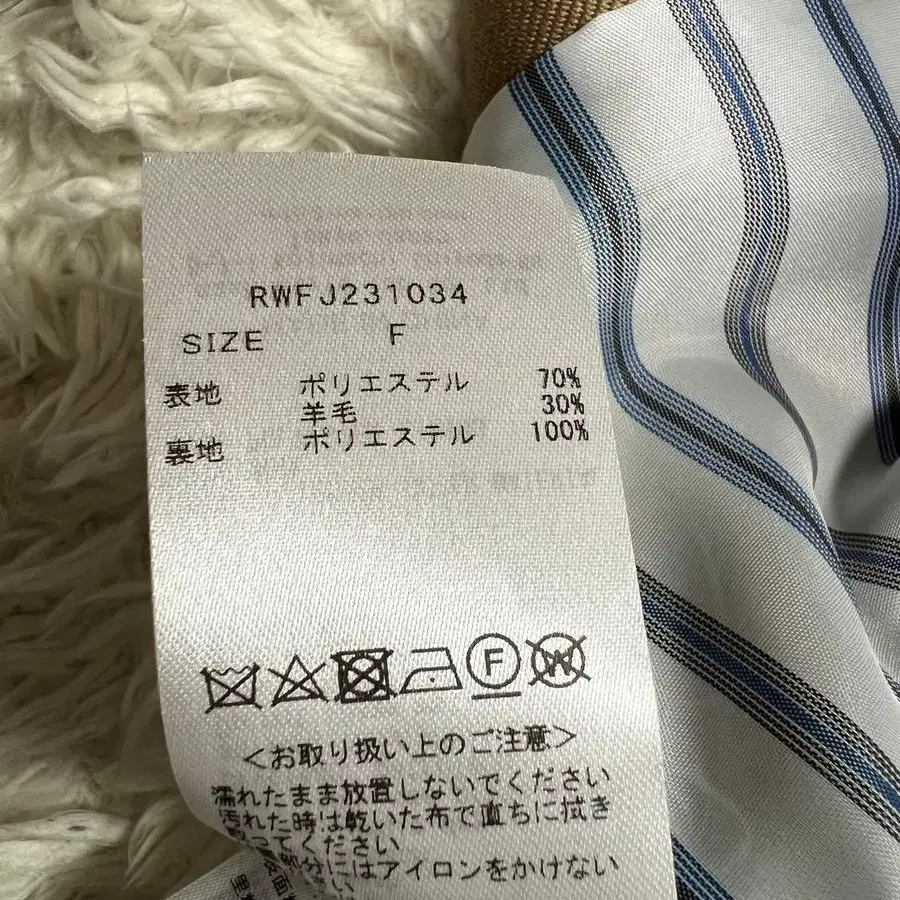 RWFJ231034
SIZE F
表地 ポリエステル 70%
羊毛 30%
裏地 ポリエステル 100%
F
W
<お取り扱い上のご注意>
濡れたまま放置しないでください
汚れた時は乾いた布で直ちに拭き
取ってください
部分にはアイロンをかけない